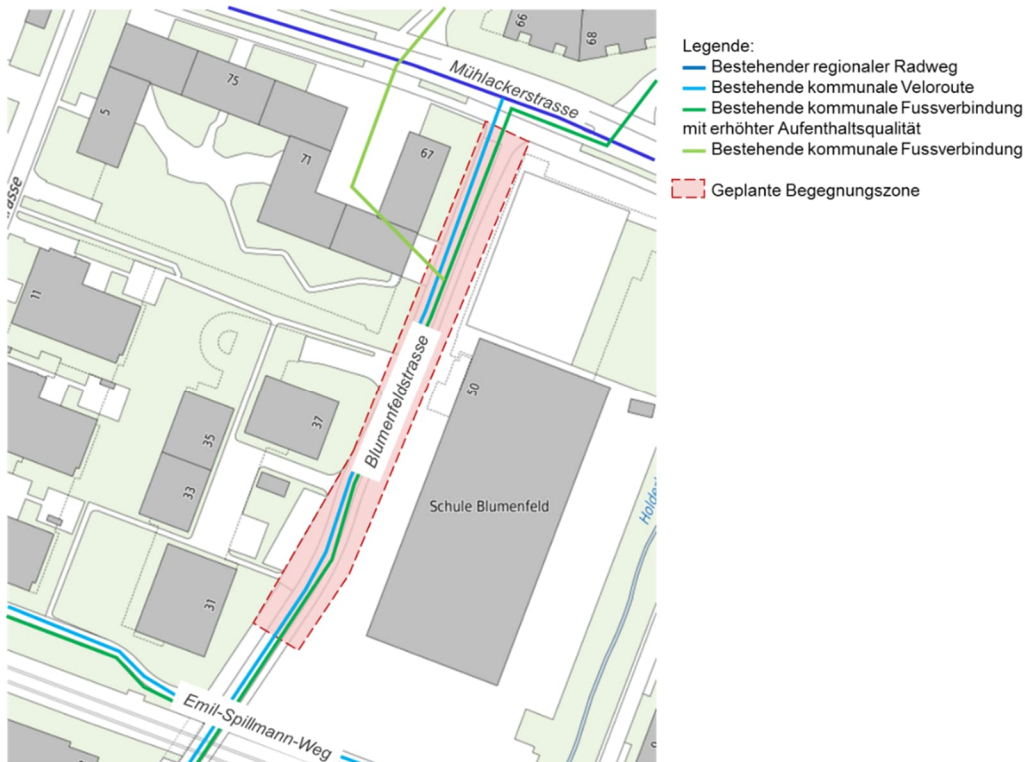 66
68
Mühlackerstrasse
75
5
71
67
strasse
11
50
Blumenfeldstrasse
37
35
33
Schule Blumenfeld
31
Emil-Spillmann-Weg
Legende:
Bestehender regionaler Radweg
Bestehende kommunale Veloroute
Bestehende kommunale Fussverbindung
mit erhöhter Aufenthaltsqualität
Bestehende kommunale Fussverbindung
Geplante Begegnungszone